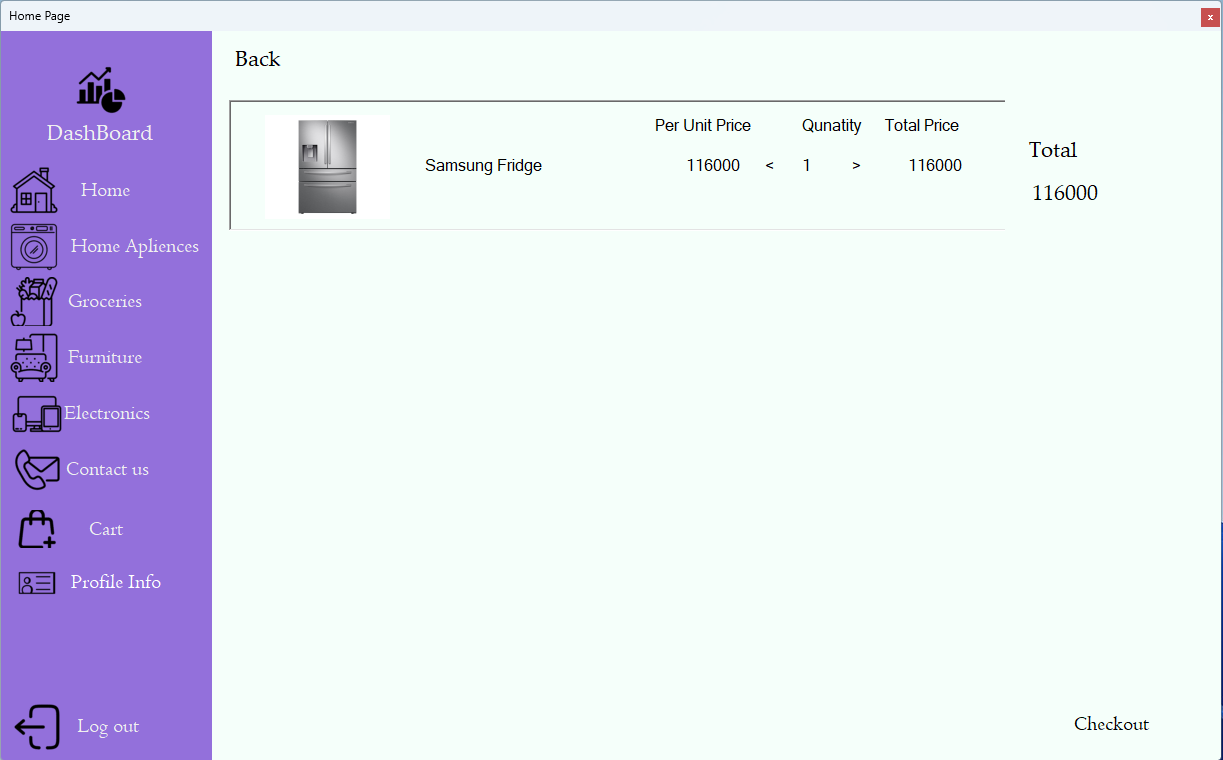 Home Page
x
DashBoard
Home
Home Apliences
Groceries
Furniture
Electronics
Contact us
Cart
Profile Info
Log out
Back
Per Unit Price Qunatity Total Price
Samsung Fridge 116000 < 1 > 116000
Total
116000
Checkout